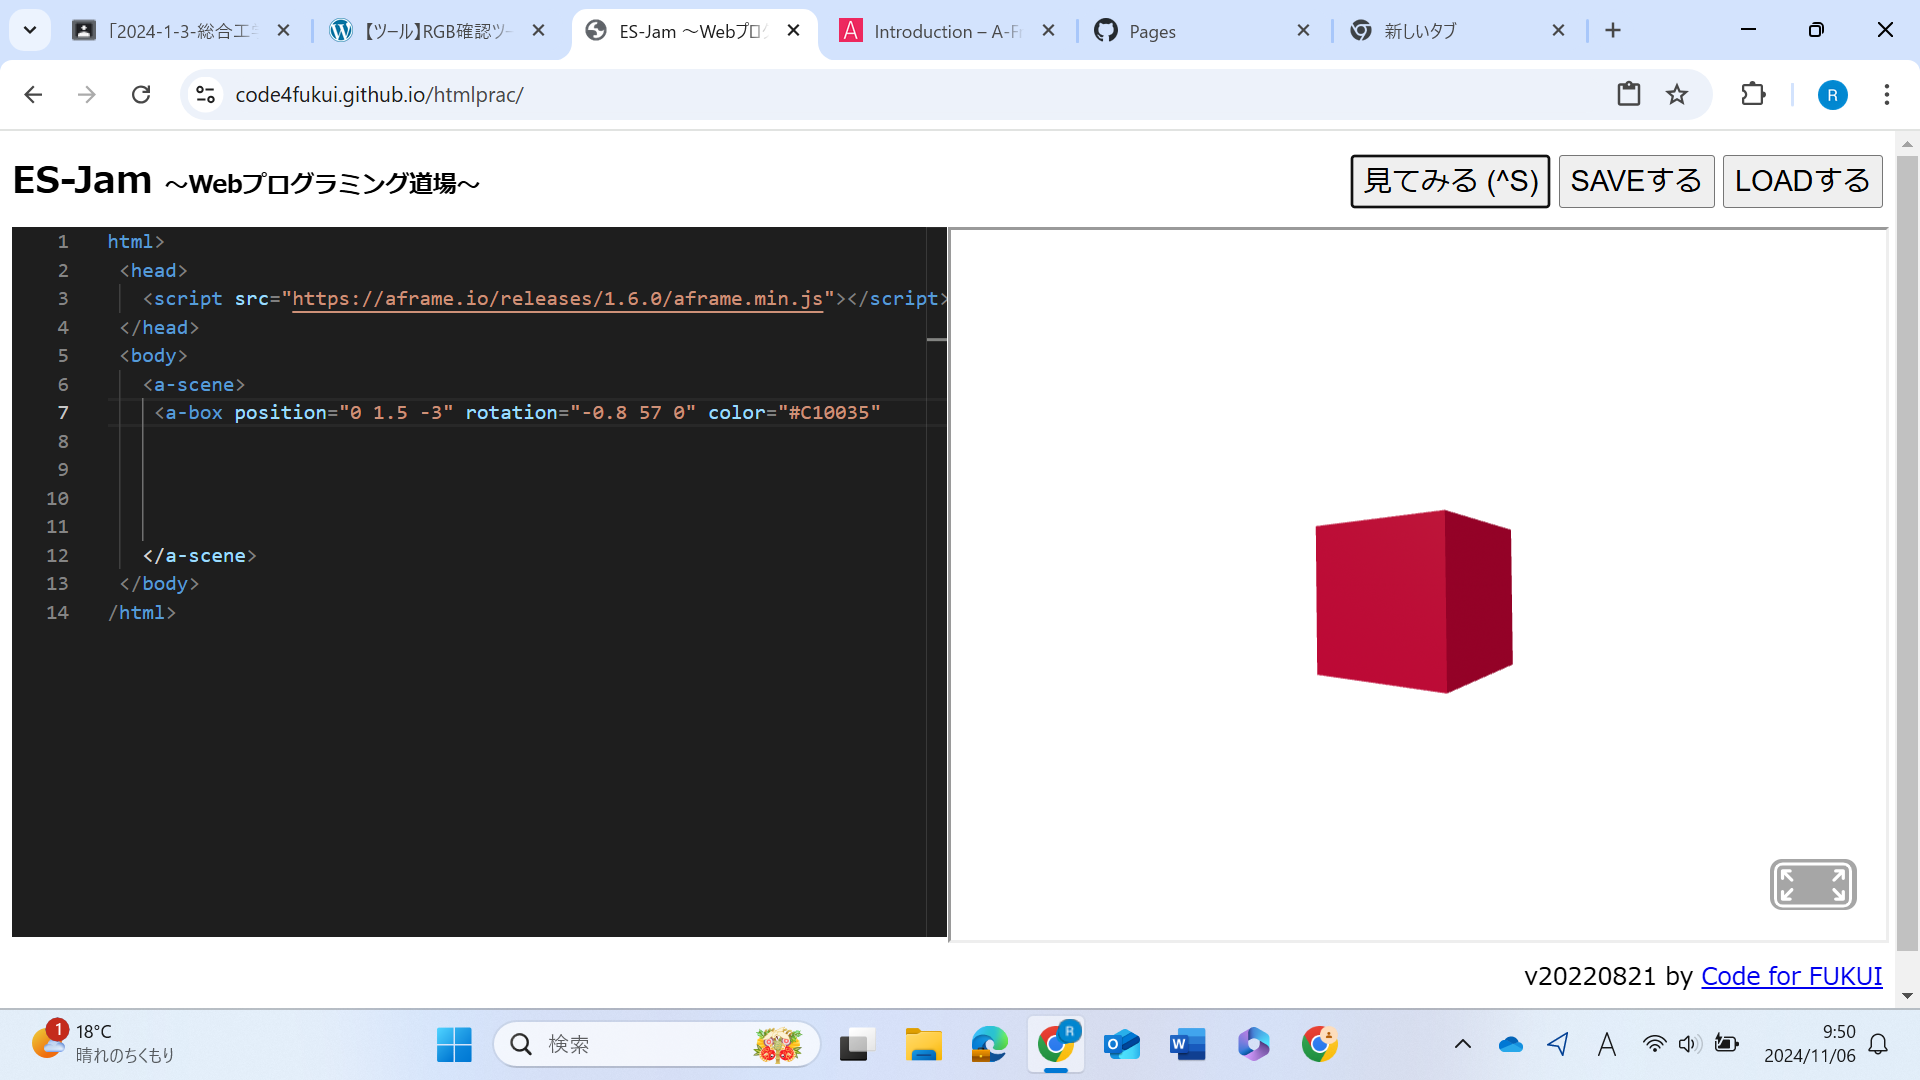 「2024-1-3-総合工学
【ツール】RGB確認ツー
ES-Jam ～Webプログ
Introduction – A-Fr
Pages
新しいタブ
code4fukui.github.io/htmlprac/
R
ES-Jam ～Webプログラミング道場～
見てみる (^S)
SAVEする
LOADする
1 html>
2 <head>
3 <script src="https://aframe.io/releases/1.6.0/aframe.min.js"></script>
4 </head>
5 <body>
6 <a-scene>
7 <a-box position="0 1.5 -3" rotation="-0.8 57 0" color="#C10035"
8
9
10
11
12 </a-scene>
13 </body>
14 /html>
v20220821 by Code for FUKUI
1
18°C
晴れのちくもり
検索
R
A
9:50
2024/11/06